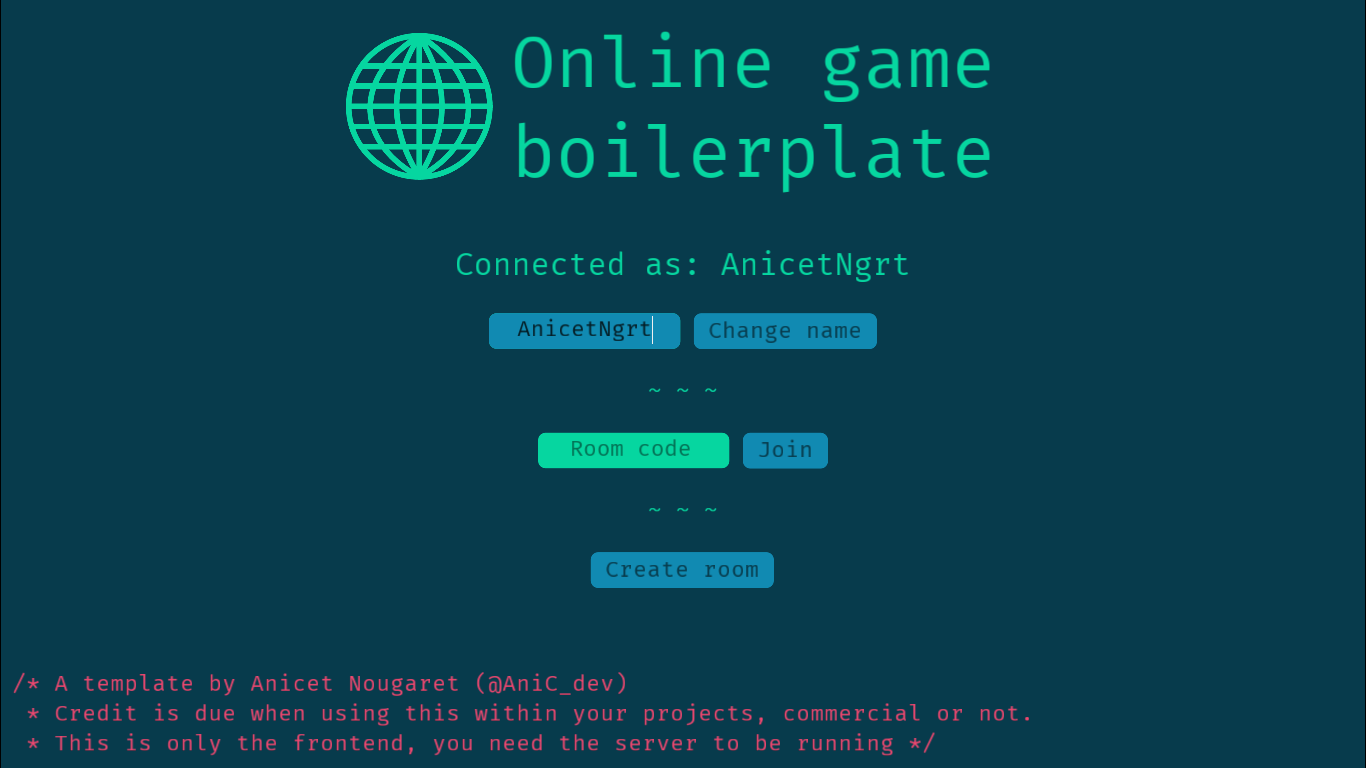 Online game
boilerplate
Connected as: AnicetNgrt
AnicetNgrt Change name
~ ~ ~
Room code Join
~ ~ ~
Create room
/* A template by Anicet Nougaret (@AniC_dev)
* Credit is due when using this within your projects, commercial or not.
* This is only the frontend, you need the server to be running */